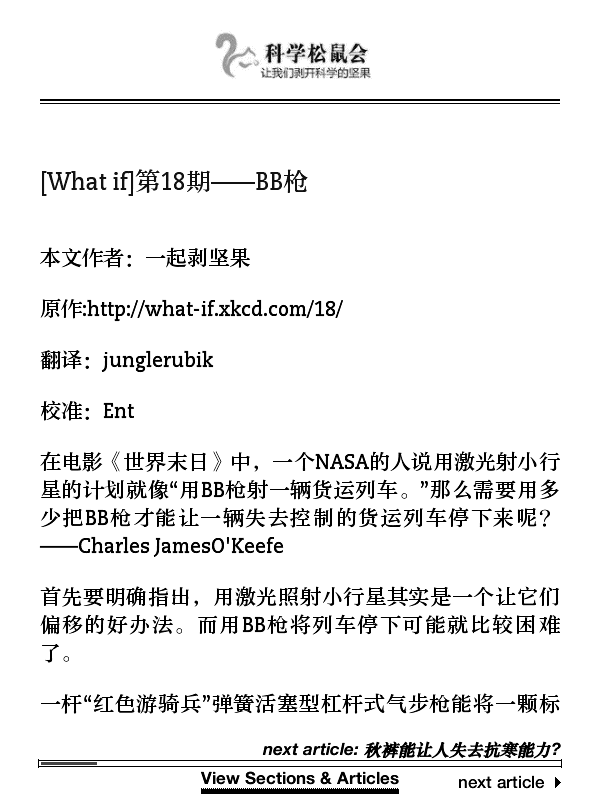 科学松鼠会
让我们剥开科学的坚果
[What if]第18期——BB枪
本文作者：一起剥坚果
原作:http://what-if.xkcd.com/18/
翻译：junglerubik
校准：Ent
在电影《世界末日》中，一个NASA的人说用激光射小行
星的计划就像“用BB枪射一辆货运列车。”那么需要用多
少把BB枪才能让一辆失去控制的货运列车停下来呢？
——Charles JamesO'Keefe
首先要明确指出，用激光照射小行星其实是一个让它们
偏移的好办法。而用BB枪将列车停下可能就比较困难
了。
一杆“红色游骑兵”弹簧活塞型杠杆式气步枪能将一颗标
next article: 秋裤能让人失去抗寒能力?
View Sections & Articles
next article